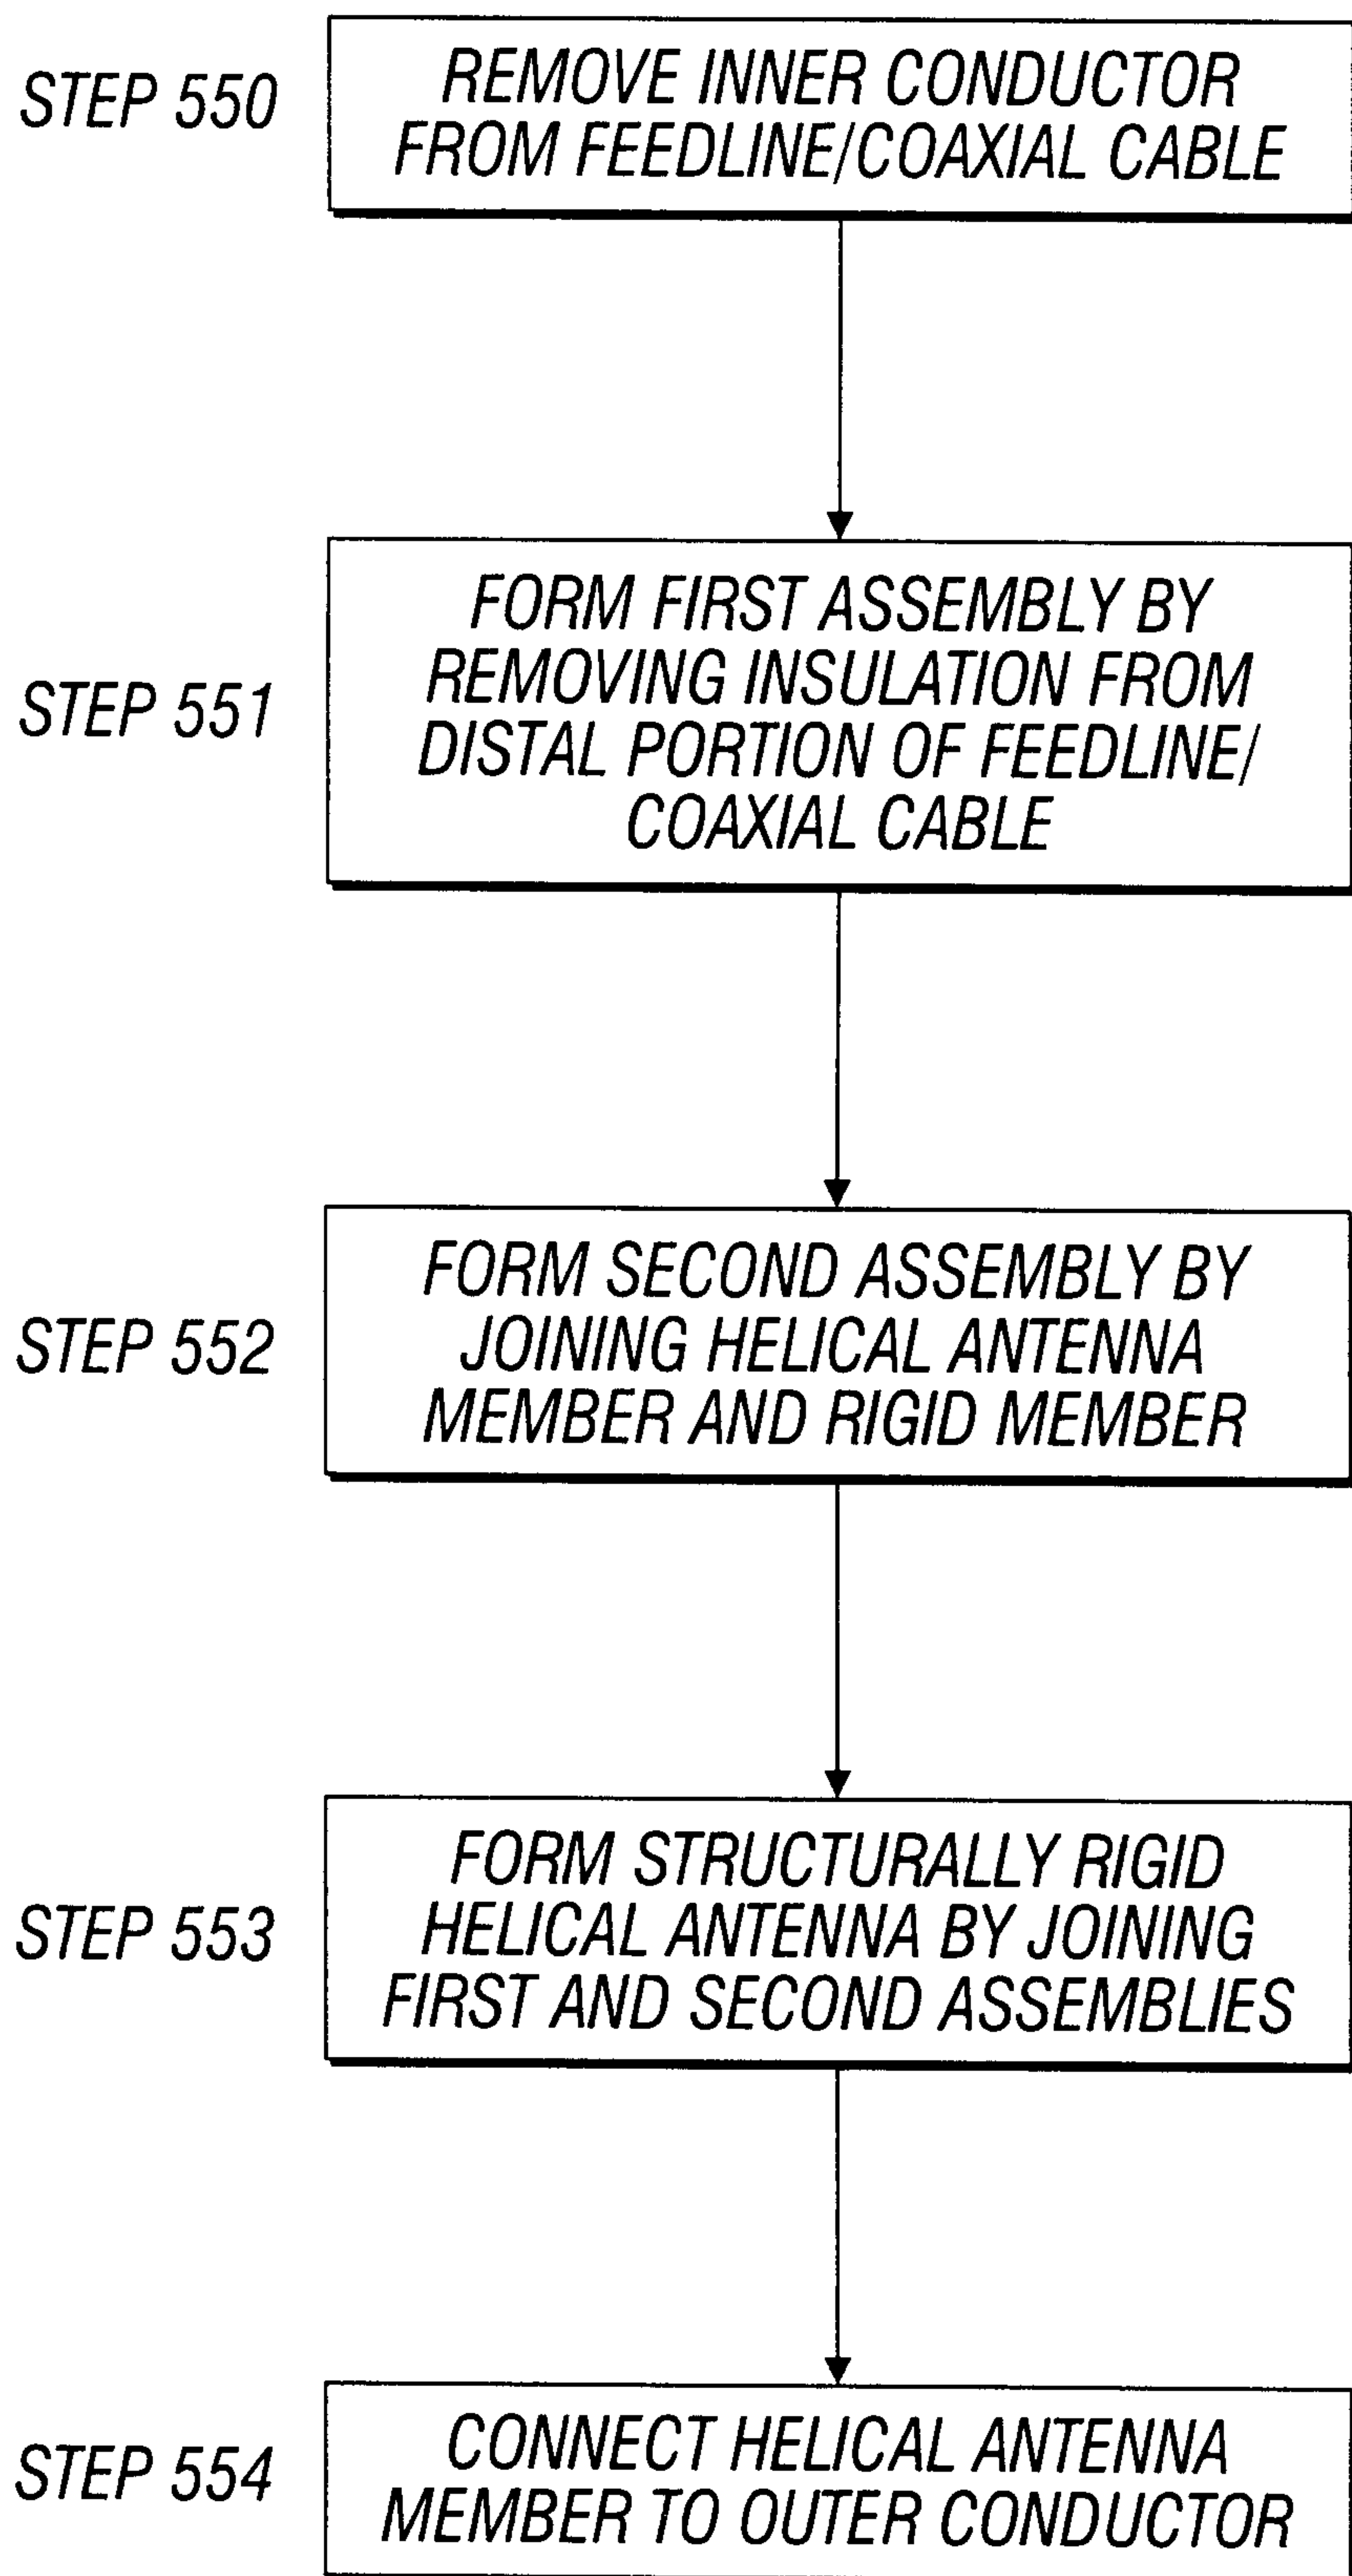 STEP 550
REMOVE INNER CONDUCTOR
FROM FEEDLINE/COAXIAL CABLE
STEP 551
FORM FIRST ASSEMBLY BY
REMOVING INSULATION FROM
DISTAL PORTION OF FEEDLINE/
COAXIAL CABLE
STEP 552
FORM SECOND ASSEMBLY BY
JOINING HELICAL ANTENNA
MEMBER AND RIGID MEMBER
STEP 553
FORM STRUCTURALLY RIGID
HELICAL ANTENNA BY JOINING
FIRST AND SECOND ASSEMBLIES
STEP 554
CONNECT HELICAL ANTENNA
MEMBER TO OUTER CONDUCTOR